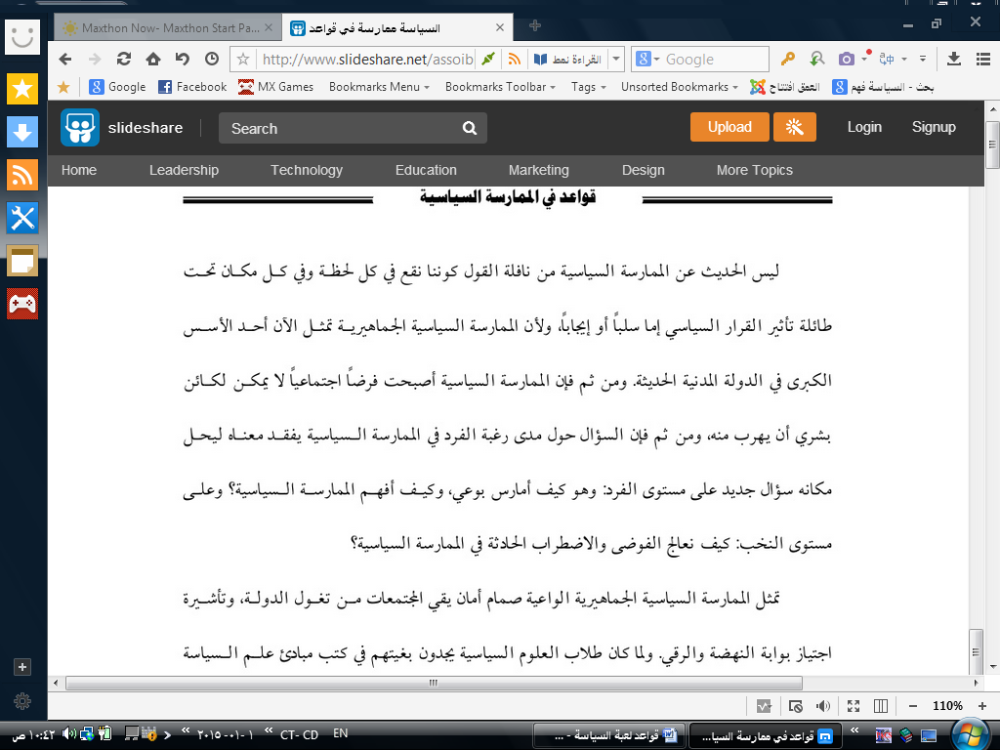 Maxthon Now- Maxthon Start Pa...
السياسة ممارسة في قواعد
http://www.slideshare.net/assoib
القراءة نمط
Google
Google
Facebook
MX Games
Bookmarks Menu
Bookmarks Toolbar
Tags
Unsorted Bookmarks
العمق افتتاح
بحث - السياسة فهم
slideshare
Search
Upload
Login
Signup
Home
Leadership
Technology
Education
Marketing
Design
More Topics
قواعد في الممارسة السياسية
ليس الحديث عن الممارسة السياسية من نافلة القول كوننا نقع في كل لحظة وفي كل مكان تحت
طائلة تأثير القرار السياسي إما سلباً أو إيجاباً، ولأن الممارسة السياسية الجماهيرية تمثل الآن أحد الأسس
الكبرى في الدولة المدنية الحديثة. ومن ثم فإن الممارسة السياسية أصبحت فرضاً اجتماعياً لا يمكن لكائن
بشري أن يهرب منه، ومن ثم فإن السؤال حول مدى رغبة الفرد في الممارسة السياسية يفقد معناه ليحل
مكانه سؤال جديد على مستوى الفرد: وهو كيف أمارس بوعي، وكيف أفهم الممارسة السياسية؟ وعلى
مستوى النخب: كيف نعالج الفوضى والاضطراب الحادثة في الممارسة السياسية؟
تمثل الممارسة السياسية الجماهيرية الواعية صمام أمان يقي المجتمعات من تغول الدولة، وتأشيرة
اجتياز بوابة النهضة والرقي. ولما كان طلاب العلوم السياسية يجدون بغيتهم في كتب مبادئ علم السياسة
110%
١٠:٤٢ ص
٢٠١٥-٠١-٠١
CT- CD
EN
قواعد لعبة السياسة - ...
قواعد في ممارسة السيا...